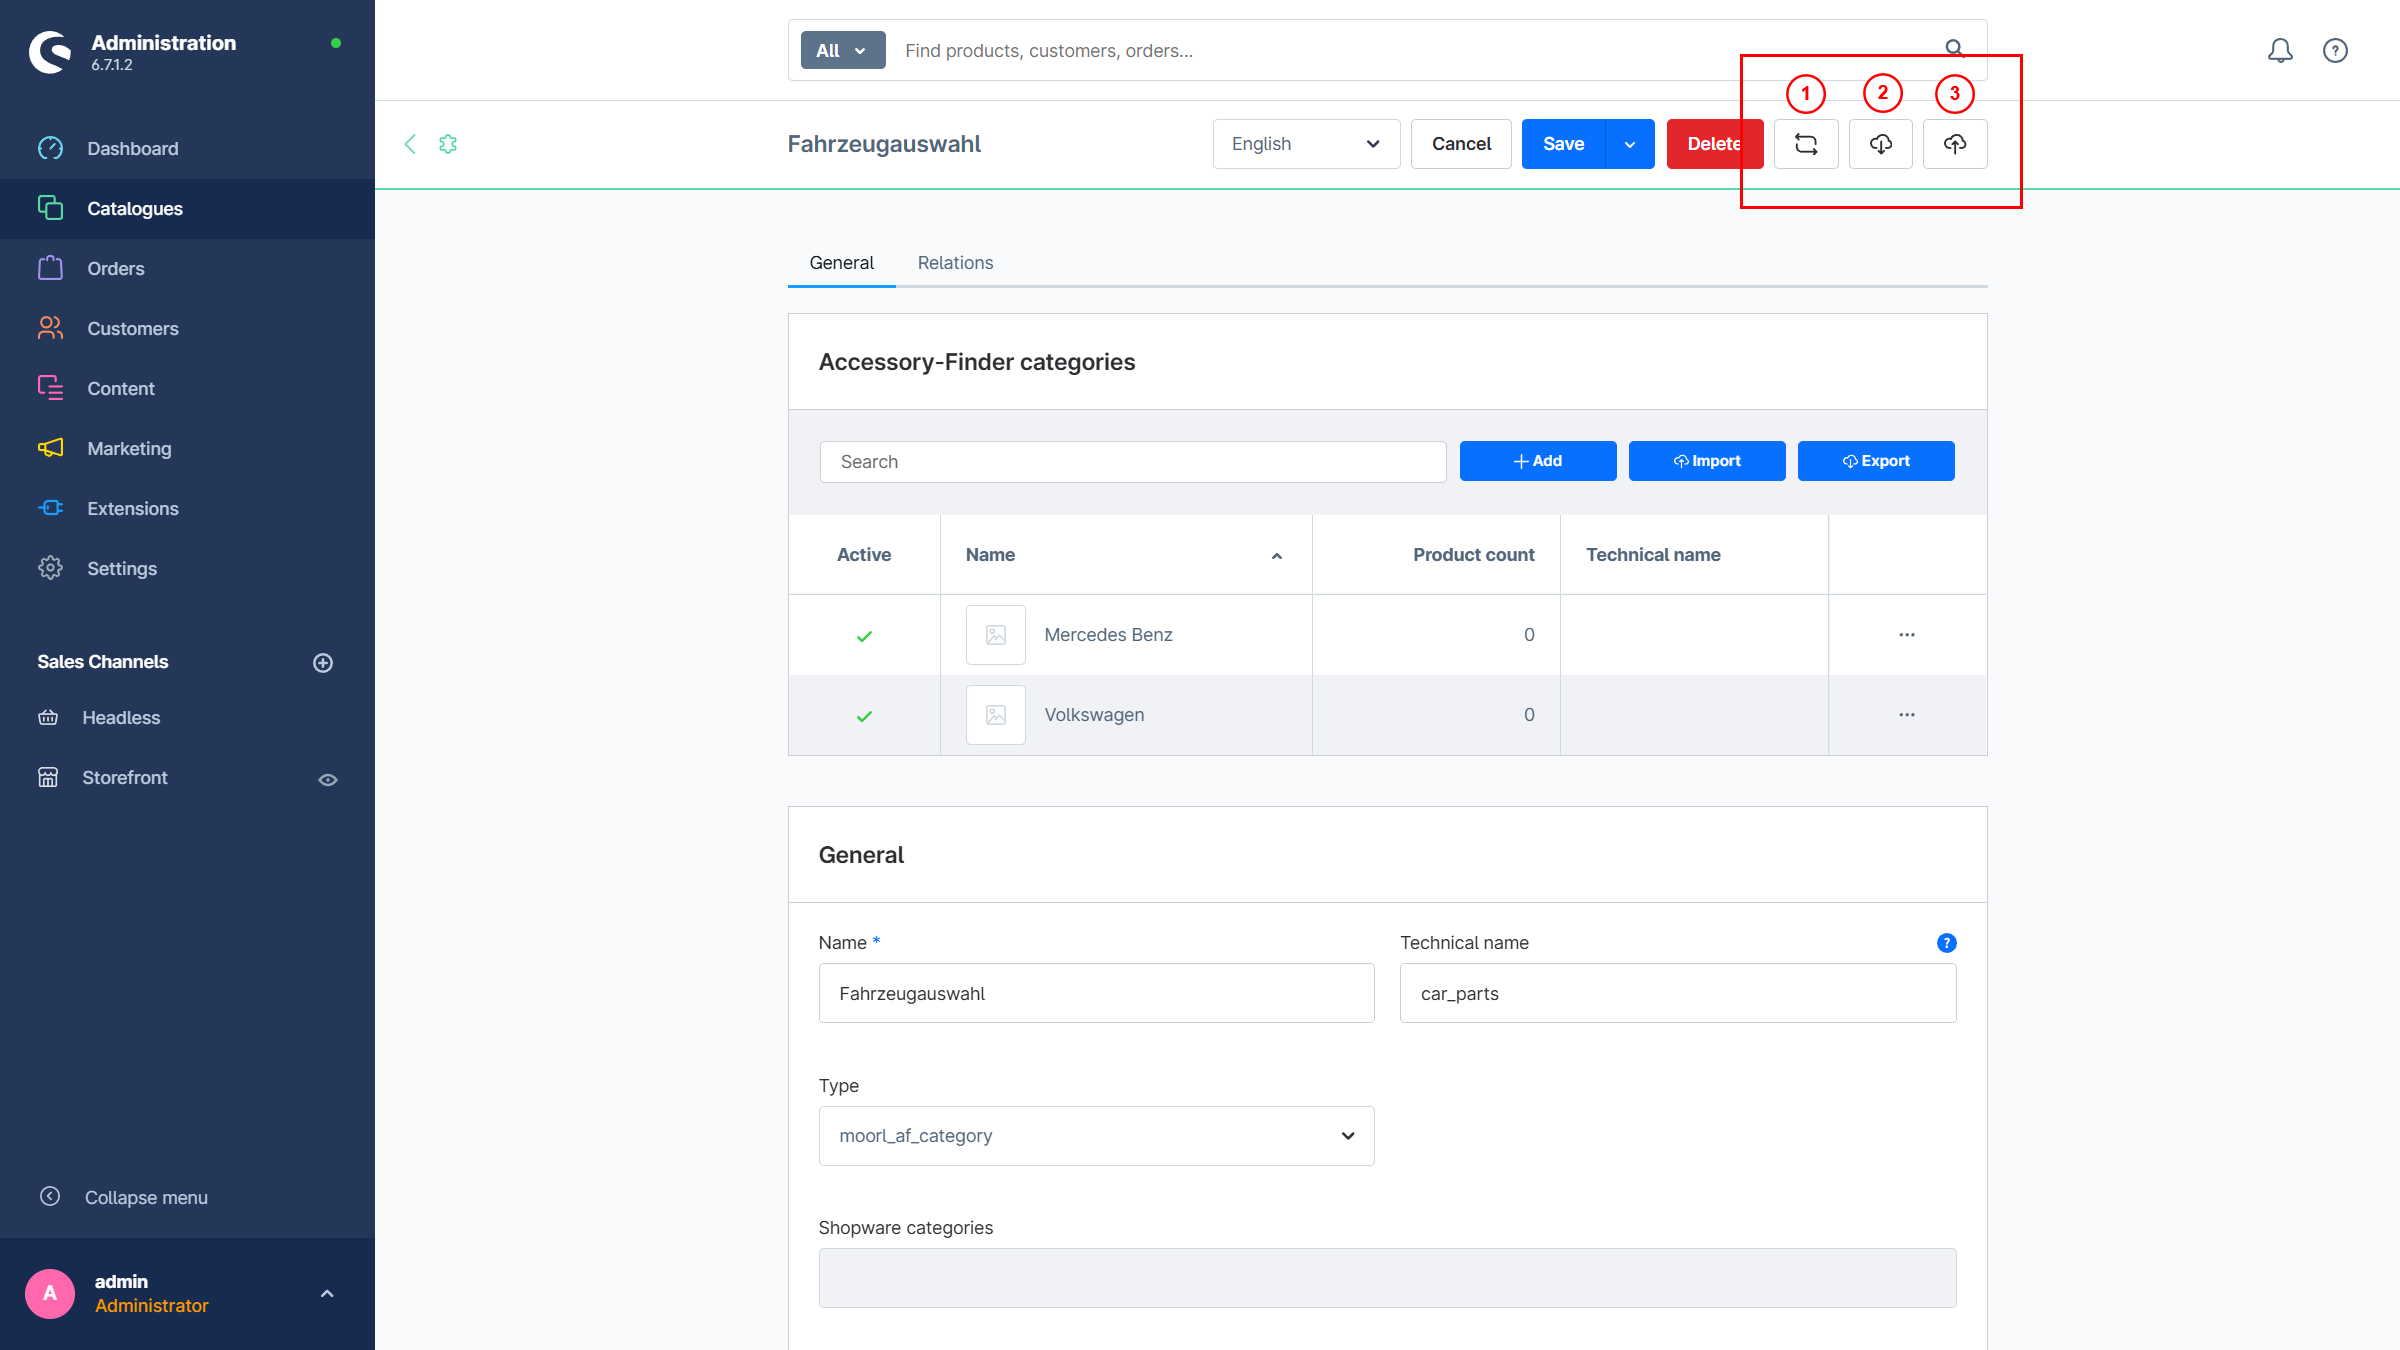 Administration
6.7.1.2
Dashboard
Catalogues
Orders
Customers
Content
Marketing
Extensions
Settings
Sales Channels
Headless
Storefront
Collapse menu
A
admin
Administrator
All
Find products, customers, orders...
?
1
2
3
Fahrzeugauswahl
English
Cancel
Save
Delete
General
Relations
Accessory-Finder categories
Search
Add
Import
Export
Active
Name
Product count
Technical name
Mercedes Benz
0
...
Volkswagen
0
...
General
Name *
Technical name
?
Fahrzeugauswahl
car_parts
Type
moorl_af_category
Shopware categories